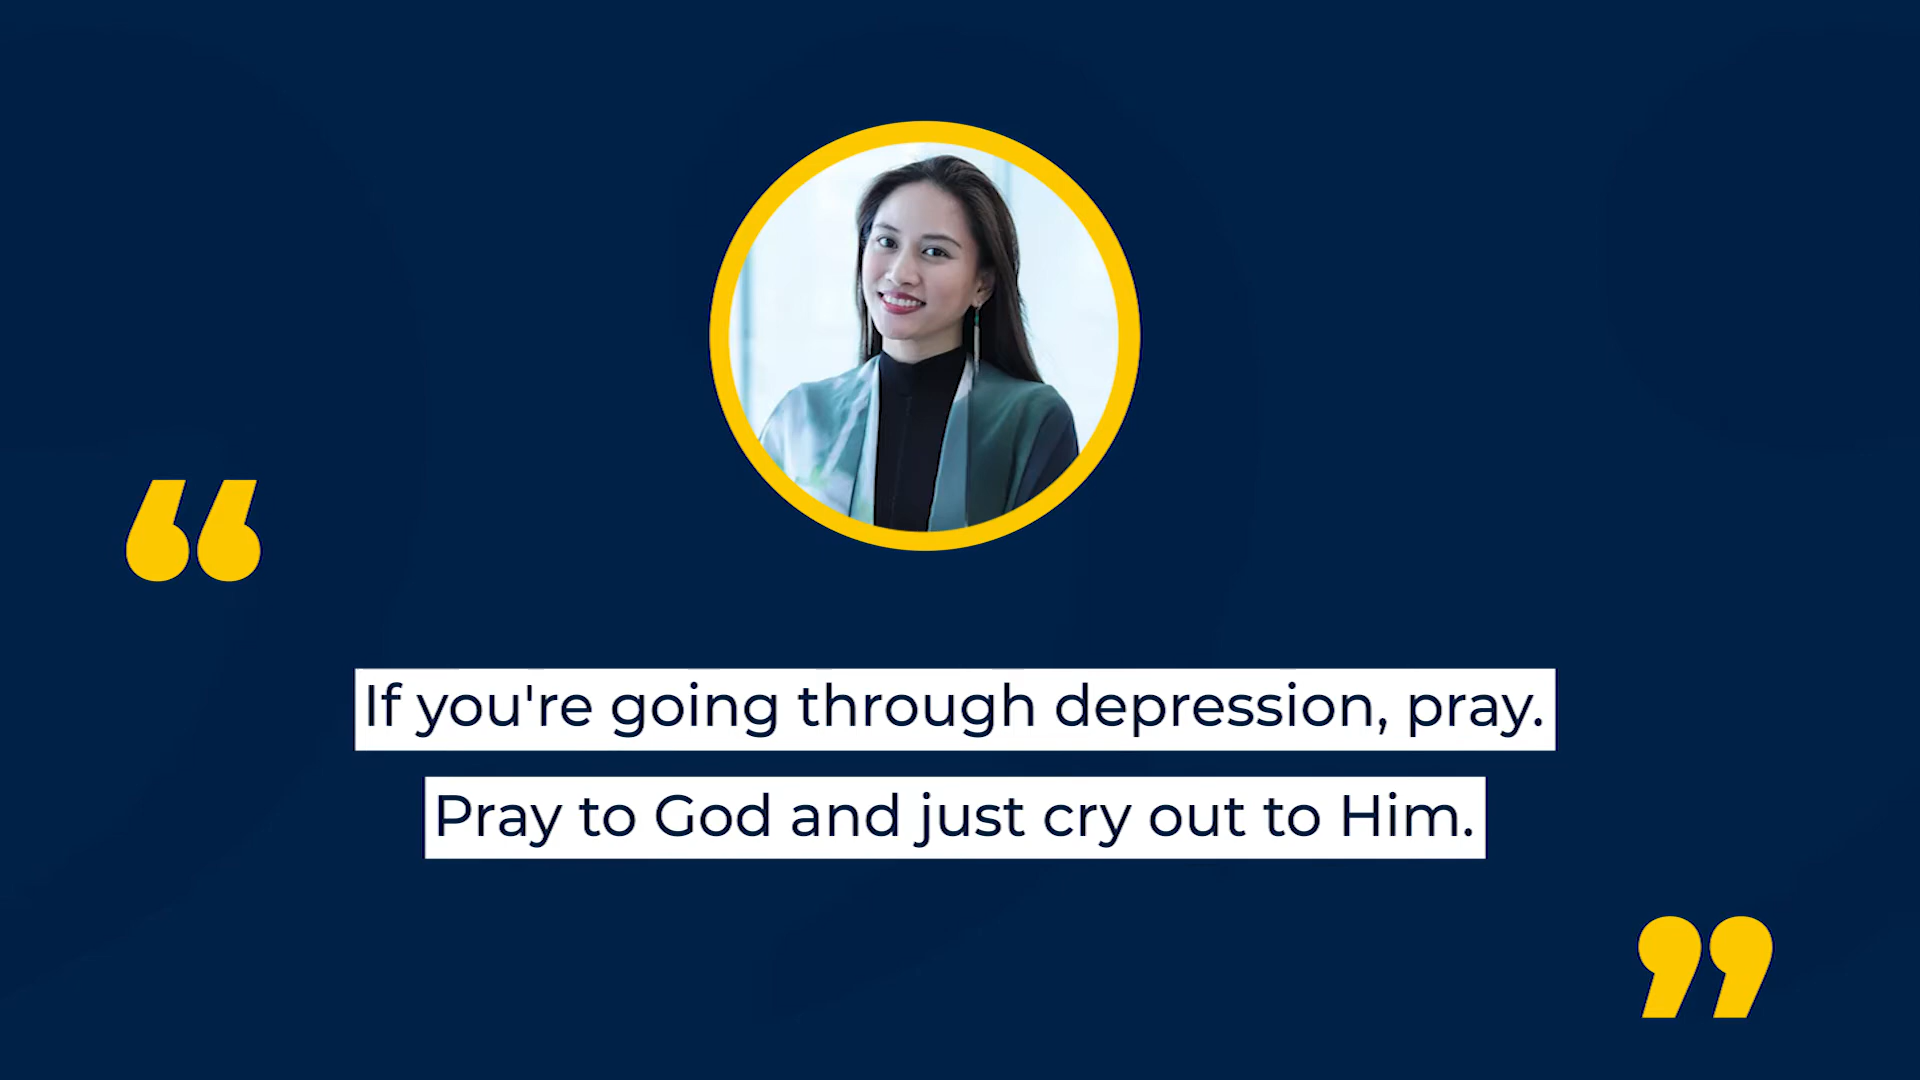 “
If you're going through depression, pray.
Pray to God and just cry out to Him.
”